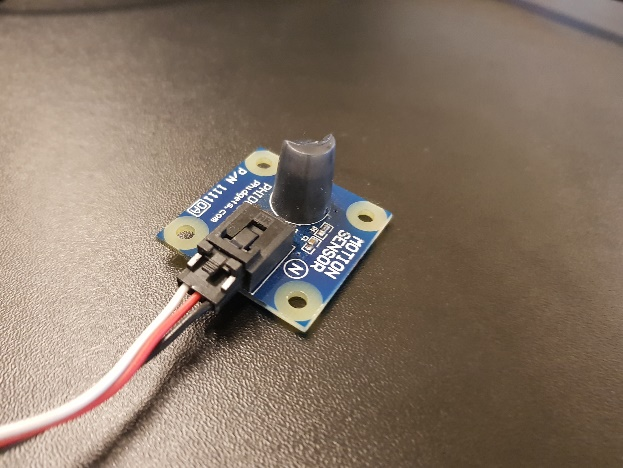 P/N 1111
Phidgets.com
MOTION
SENSOR
N